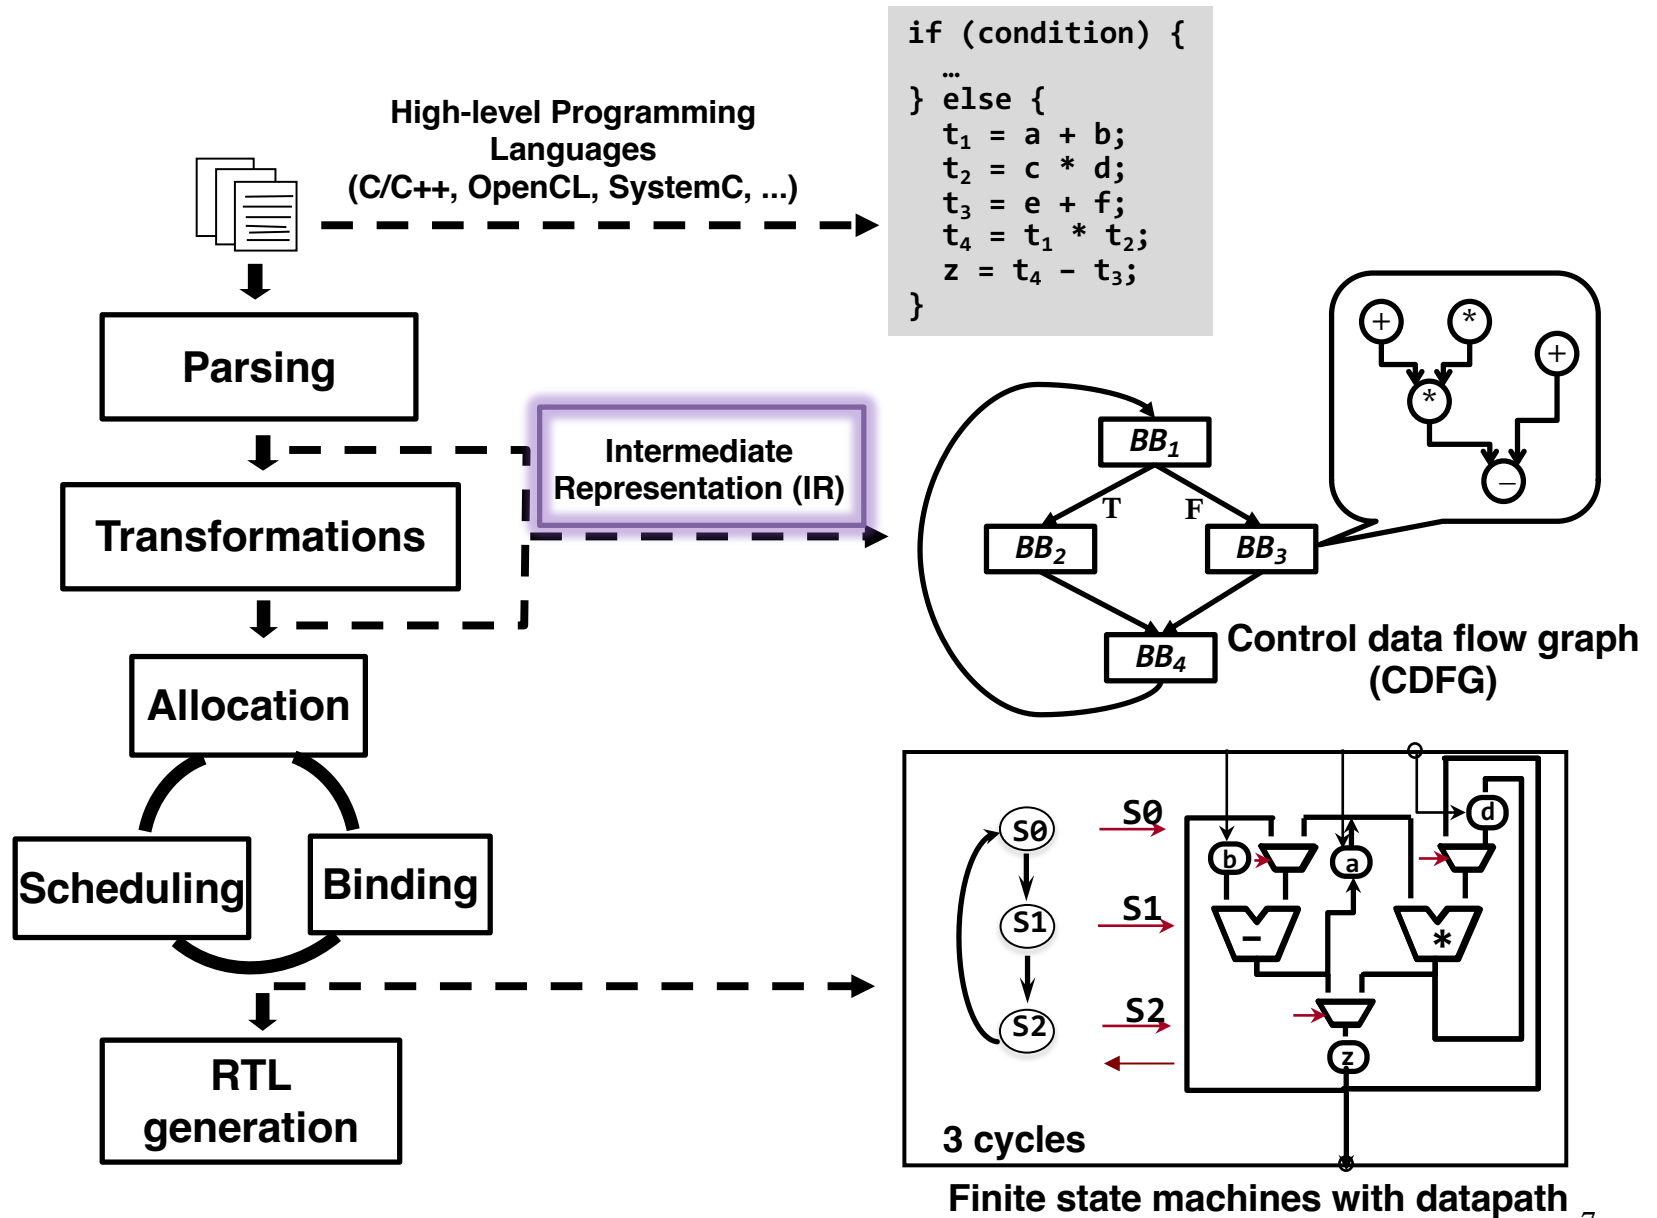 High-level Programming
Languages
(C/C++, OpenCL, SystemC, ...)
if (condition) {
…
} else {
t₁ = a + b;
t₂ = c * d;
t₃ = e + f;
t₄ = t₁ * t₂;
z = t₄ − t₃;
}
Parsing
Intermediate
Representation (IR)
Transformations
Allocation
Scheduling
Binding
RTL
generation
+
*
+
*
−
BB₁
T
F
BB₂
BB₃
BB₄
Control data flow graph
(CDFG)
S0
S1
S2
S0
S1
S2
b
a
d
−
*
z
3 cycles
Finite state machines with datapath